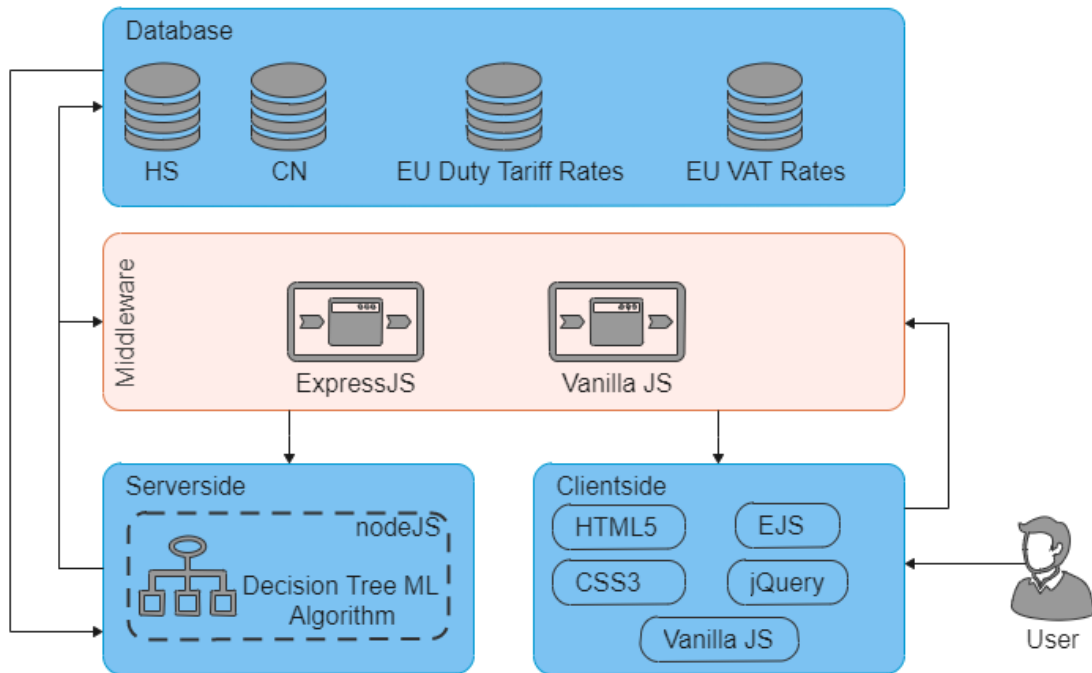 Database
HS
CN
EU Duty Tariff Rates
EU VAT Rates
Middleware
ExpressJS
Vanilla JS
Serverside
nodeJS
Decision Tree ML
Algorithm
Clientside
HTML5
EJS
CSS3
jQuery
Vanilla JS
User